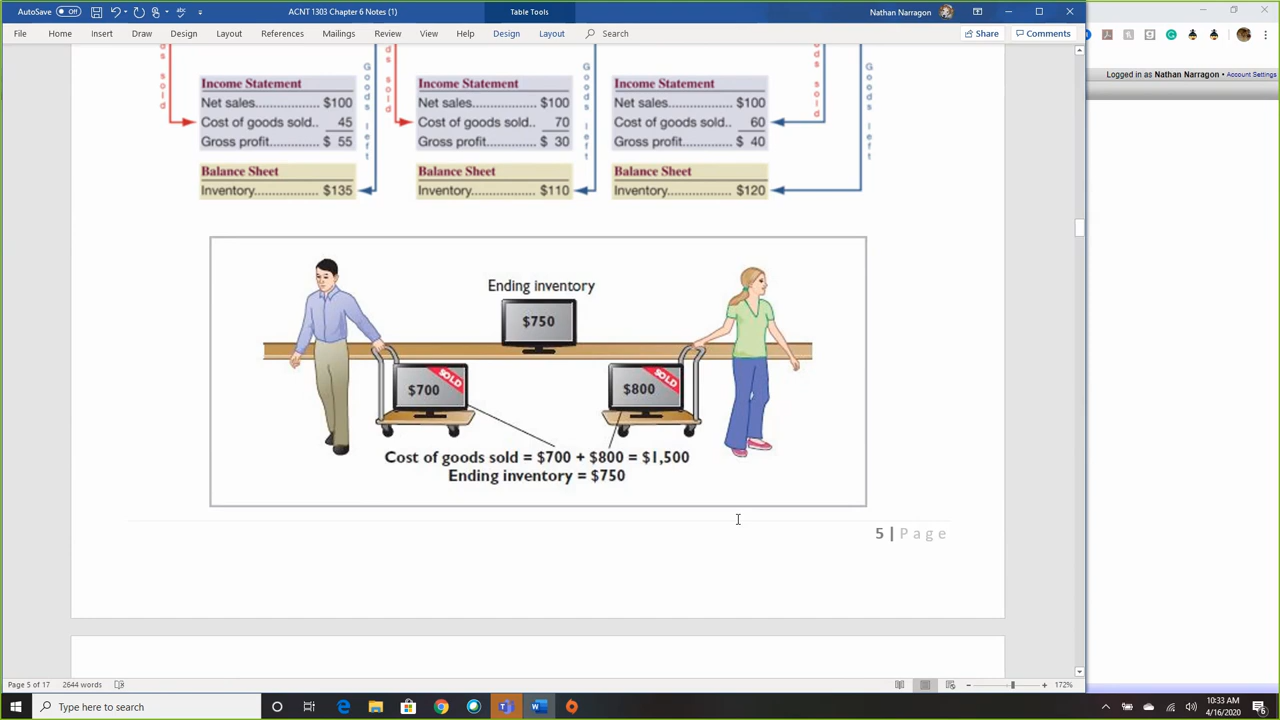 AutoSave Off ACNT 1303 Chapter 6 Notes (1) Table Tools Nathan Narragon
File Home Insert Draw Design Layout References Mailings Review View Help Design Layout Search Share Comments
Logged in as Nathan Narragon • Account Settings
Income Statement
Net sales................ $100
Cost of goods sold.. 45
Gross profit............. $ 55
Balance Sheet
Inventory................... $135
Goods left
Income Statement
Net sales................ $100
Cost of goods sold.. 70
Gross profit............. $ 30
Balance Sheet
Inventory................... $110
Goods left
Income Statement
Net sales................ $100
Cost of goods sold.. 60
Gross profit............. $ 40
Balance Sheet
Inventory................... $120
Goods left
Ending inventory
$750
$700 SOLD
$800 SOLD
Cost of goods sold = $700 + $800 = $1,500
Ending inventory = $750
5 | Page
Page 5 of 17 2644 words 172%
Type here to search
10:33 AM
4/16/2020